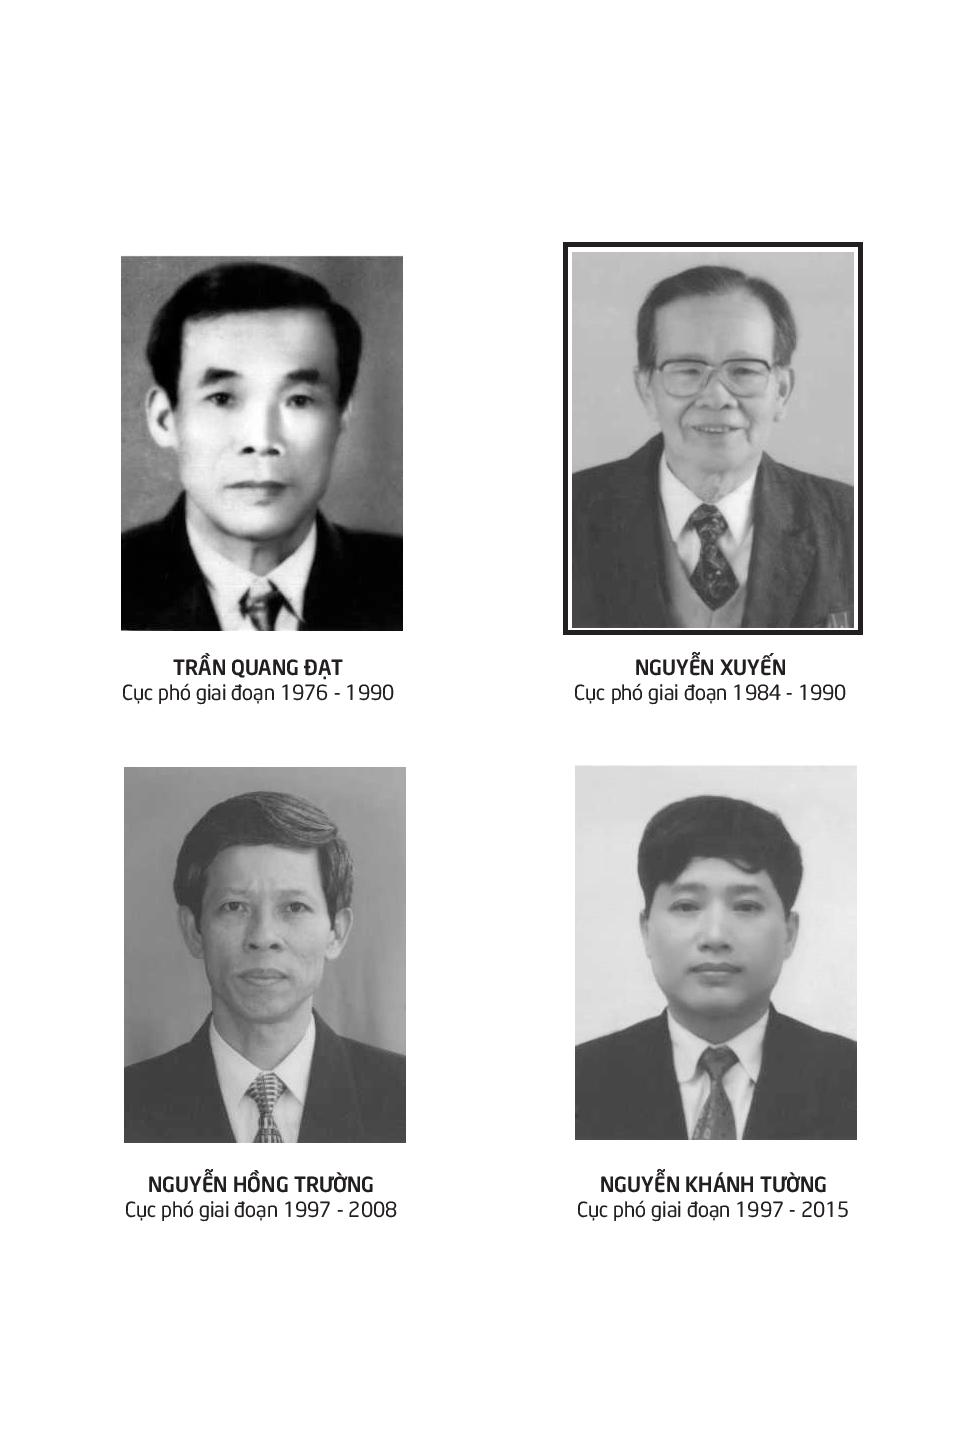 TRẦN QUANG ĐẠT
Cục phó giai đoạn 1976 - 1990
NGUYỄN XUYẾN
Cục phó giai đoạn 1984 - 1990
NGUYỄN HỒNG TRƯỜNG
Cục phó giai đoạn 1997 - 2008
NGUYỄN KHÁNH TƯỜNG
Cục phó giai đoạn 1997 - 2015